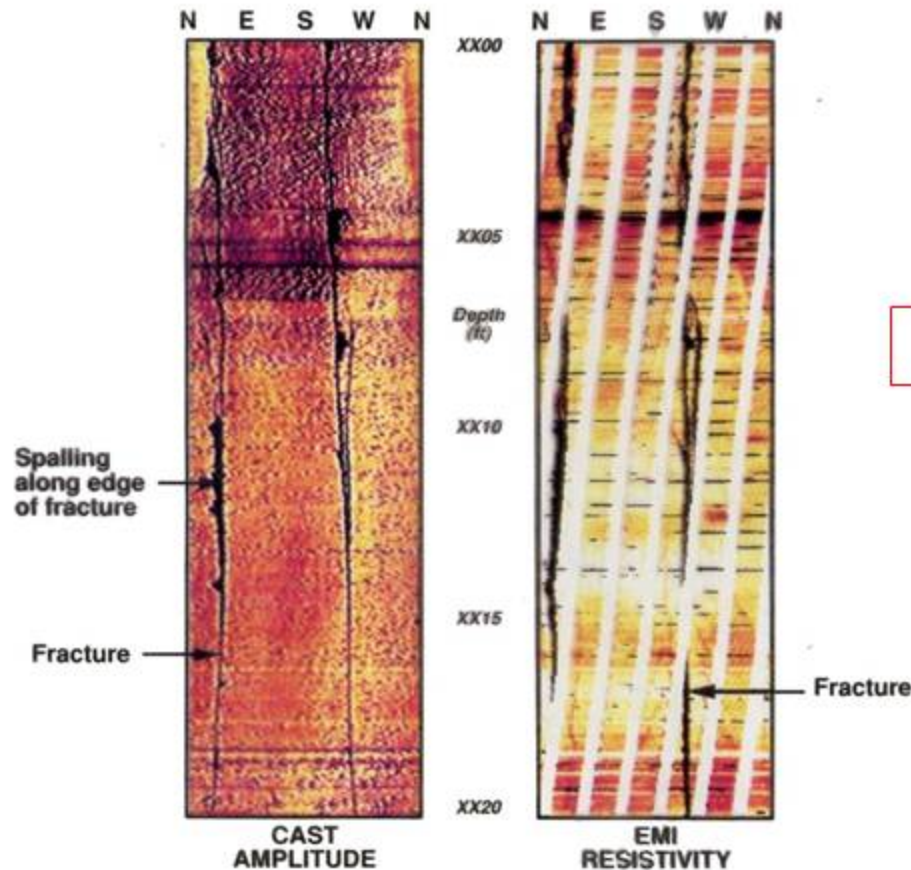 N E S W N
N E S W N
XX00
XX05
Depth
(ft)
XX10
Spalling
along edge
of fracture
XX15
Fracture
Fracture
XX20
CAST
AMPLITUDE
EMI
RESISTIVITY